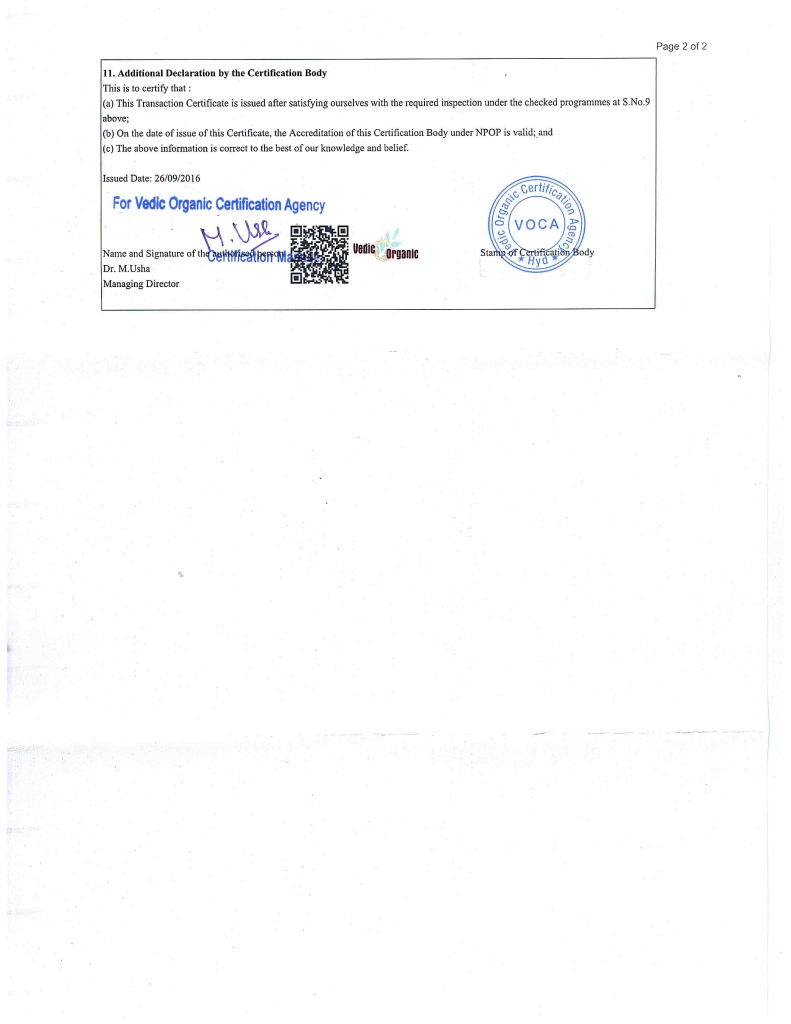 Page 2 of 2
11. Additional Declaration by the Certification Body
This is to certify that :
(a) This Transaction Certificate is issued after satisfying ourselves with the required inspection under the checked programmes at S.No.9
above;
(b) On the date of issue of this Certificate, the Accreditation of this Certification Body under NPOP is valid; and
(c) The above information is correct to the best of our knowledge and belief.
Issued Date: 26/09/2016
For Vedic Organic Certification Agency
M. Usha
Vedic Organic
Name and Signature of the authorised person
Certification
Dr. M.Usha
Managing Director
Vedic Organic Certification Agency
VOCA
* Hyd *
Stamp of Certification Body